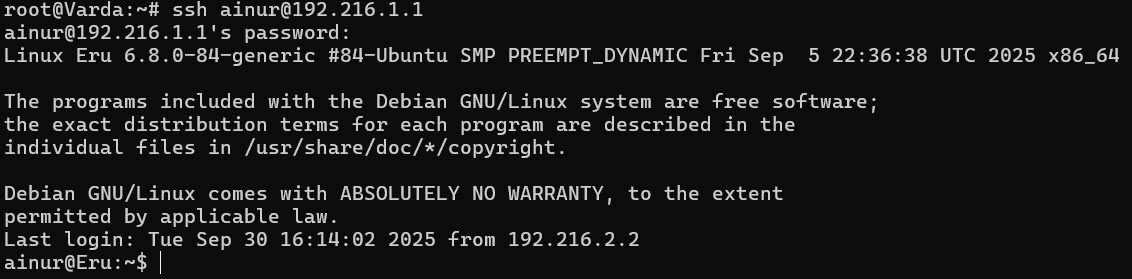 root@Varda:~# ssh ainur@192.216.1.1
ainur@192.216.1.1's password:
Linux Eru 6.8.0-84-generic #84-Ubuntu SMP PREEMPT_DYNAMIC Fri Sep  5 22:36:38 UTC 2025 x86_64

The programs included with the Debian GNU/Linux system are free software;
the exact distribution terms for each program are described in the
individual files in /usr/share/doc/*/copyright.

Debian GNU/Linux comes with ABSOLUTELY NO WARRANTY, to the extent
permitted by applicable law.
Last login: Tue Sep 30 16:14:02 2025 from 192.216.2.2
ainur@Eru:~$